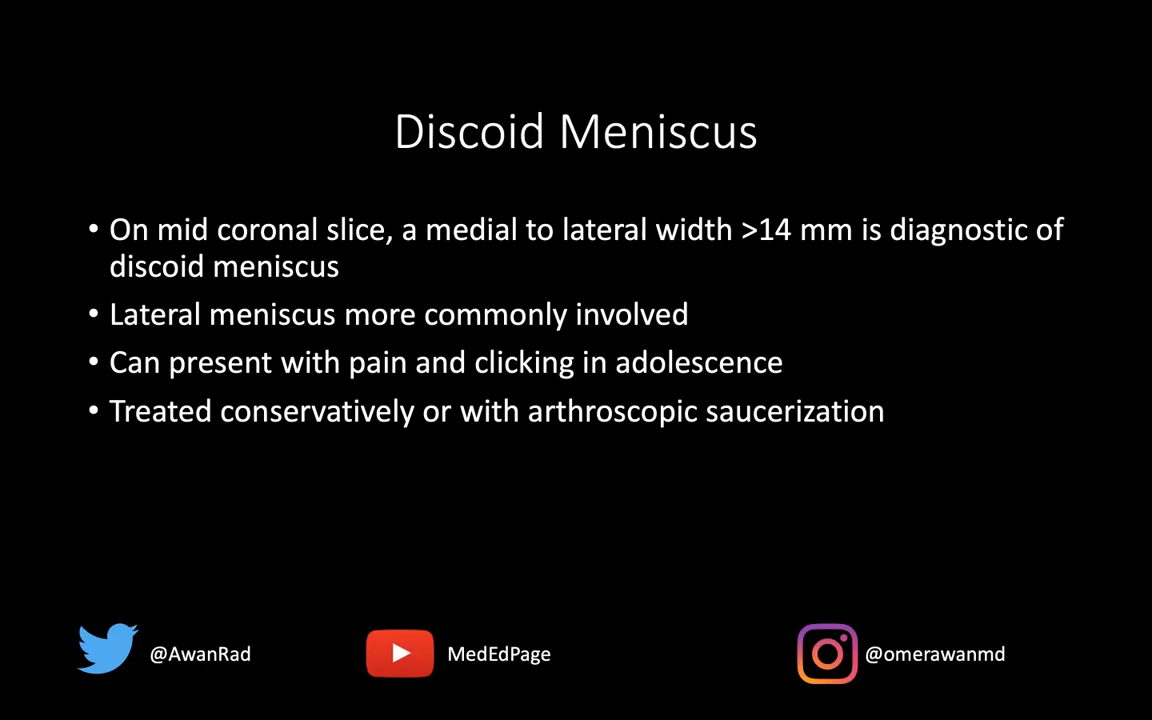 Discoid Meniscus
• On mid coronal slice, a medial to lateral width >14 mm is diagnostic of
discoid meniscus
• Lateral meniscus more commonly involved
• Can present with pain and clicking in adolescence
• Treated conservatively or with arthroscopic saucerization
@AwanRad
MedEdPage
@omerawanmd